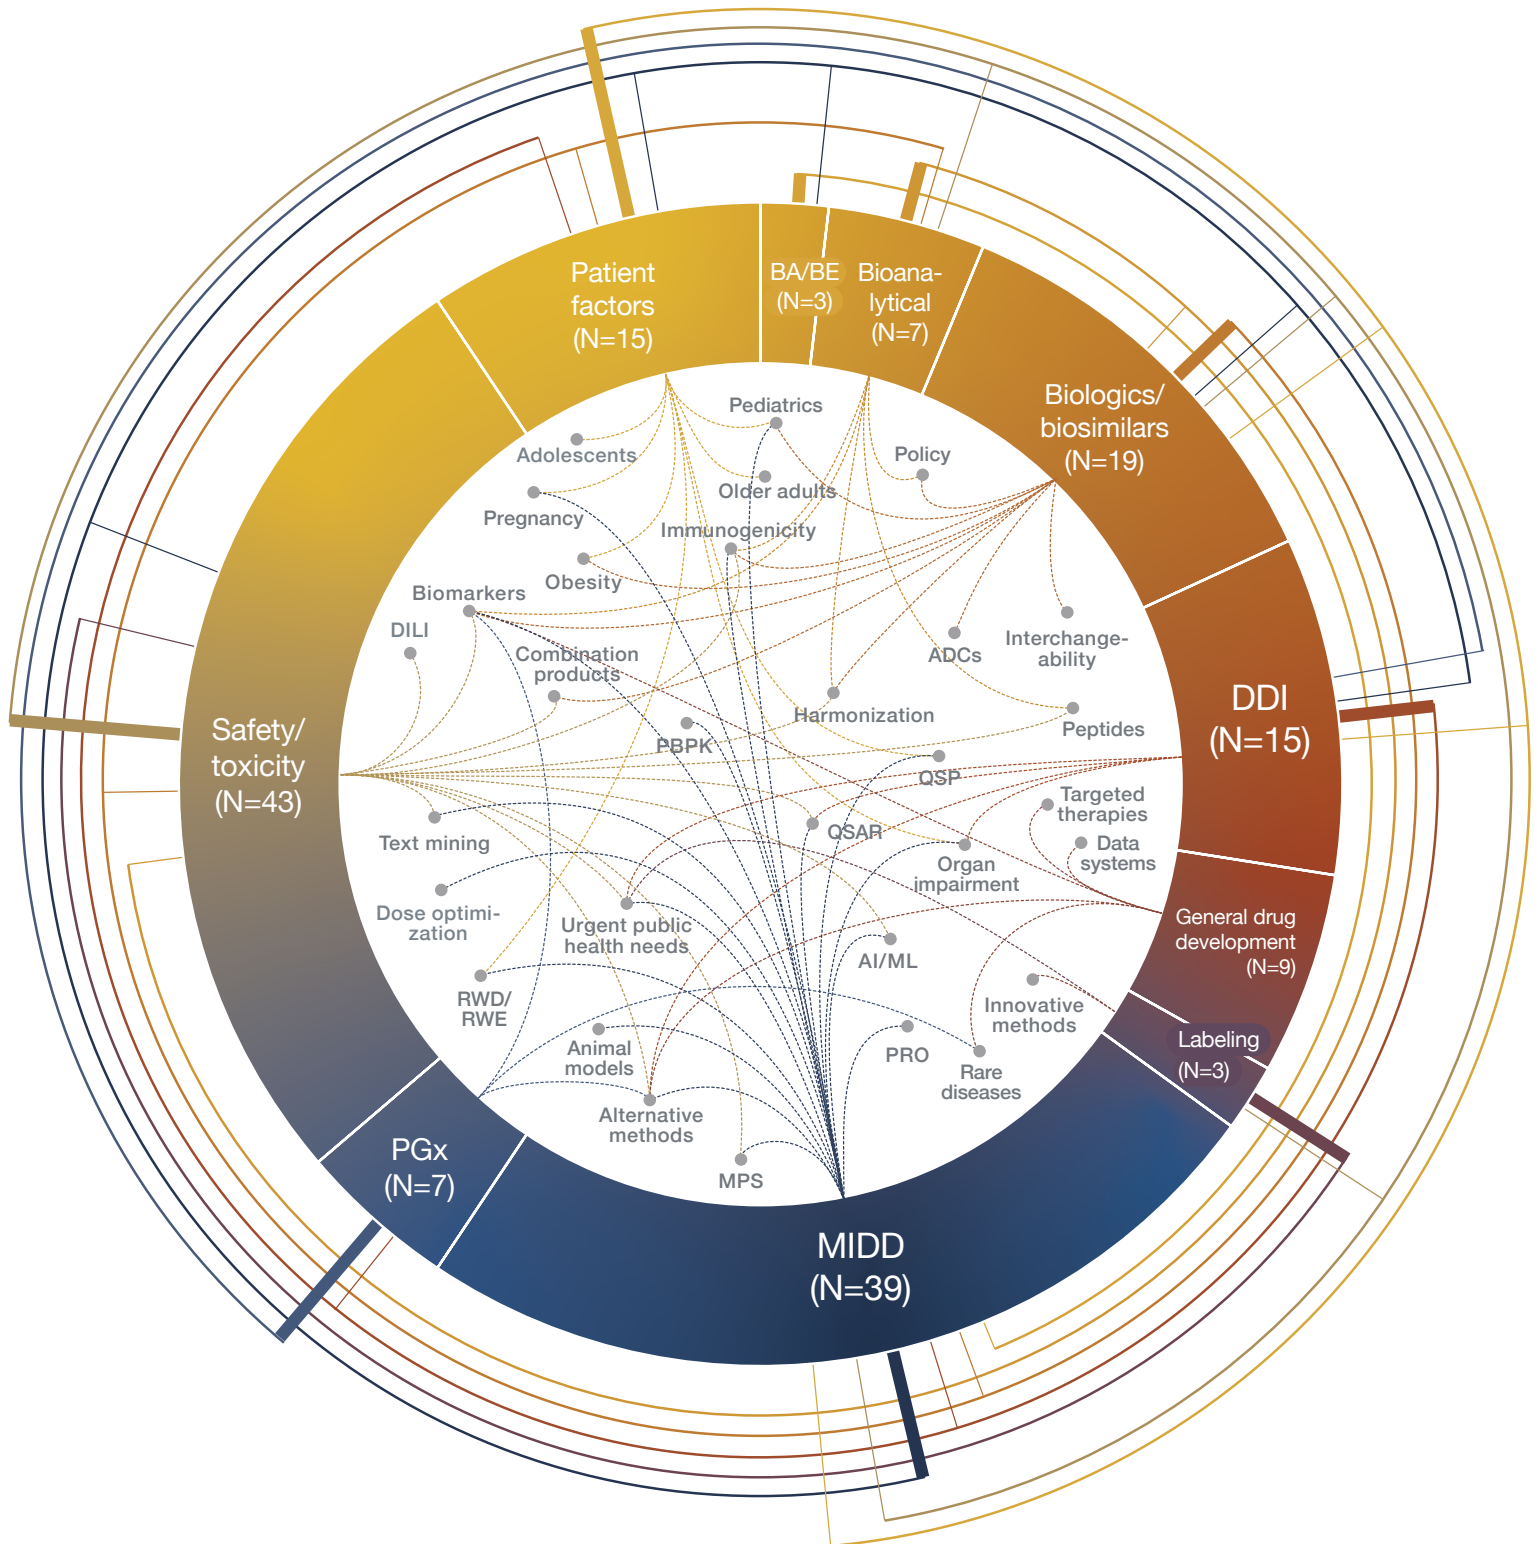 Patient
factors
(N=15)
BA/BE
(N=3)
Bioana-
lytical
(N=7)
Biologics/
biosimilars
(N=19)
DDI
(N=15)
General drug
development
(N=9)
Labeling
(N=3)
MIDD
(N=39)
PGx
(N=7)
Safety/
toxicity
(N=43)
Pediatrics
Adolescents
Policy
Older adults
Pregnancy
Immunogenicity
Obesity
Biomarkers
DILI
Combination
products
ADCs
Interchange-
ability
Harmonization
Peptides
PBPK
QSP
Targeted
therapies
QSAR
Data
systems
Text mining
Organ
impairment
Dose optimi-
zation
Urgent public
health needs
AI/ML
RWD/
RWE
Innovative
methods
Animal
models
PRO
Rare
diseases
Alternative
methods
MPS